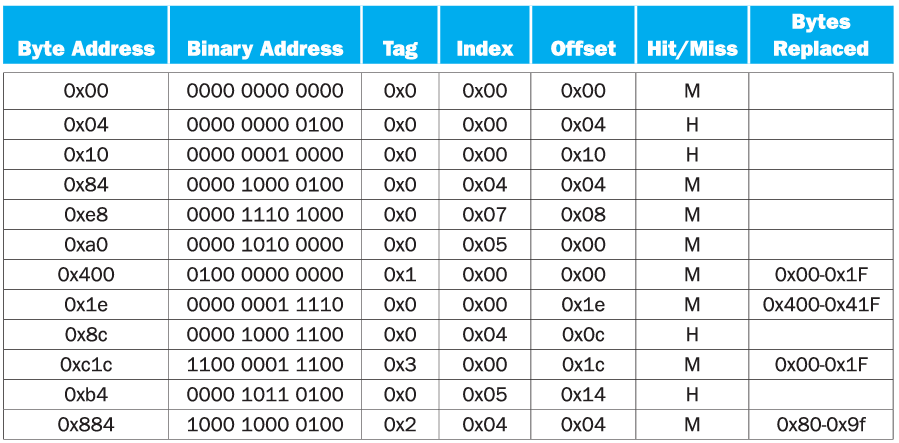 Byte Address Binary Address Tag Index Offset Hit/Miss Bytes Replaced
0x00 0000 0000 0000 0x0 0x00 0x00 M
0x04 0000 0000 0100 0x0 0x00 0x04 H
0x10 0000 0001 0000 0x0 0x00 0x10 H
0x84 0000 1000 0100 0x0 0x04 0x04 M
0xe8 0000 1110 1000 0x0 0x07 0x08 M
0xa0 0000 1010 0000 0x0 0x05 0x00 M
0x400 0100 0000 0000 0x1 0x00 0x00 M 0x00-0x1F
0x1e 0000 0001 1110 0x0 0x00 0x1e M 0x400-0x41F
0x8c 0000 1000 1100 0x0 0x04 0x0c H
0xc1c 1100 0001 1100 0x3 0x00 0x1c M 0x00-0x1F
0xb4 0000 1011 0100 0x0 0x05 0x14 H
0x884 1000 1000 0100 0x2 0x04 0x04 M 0x80-0x9f